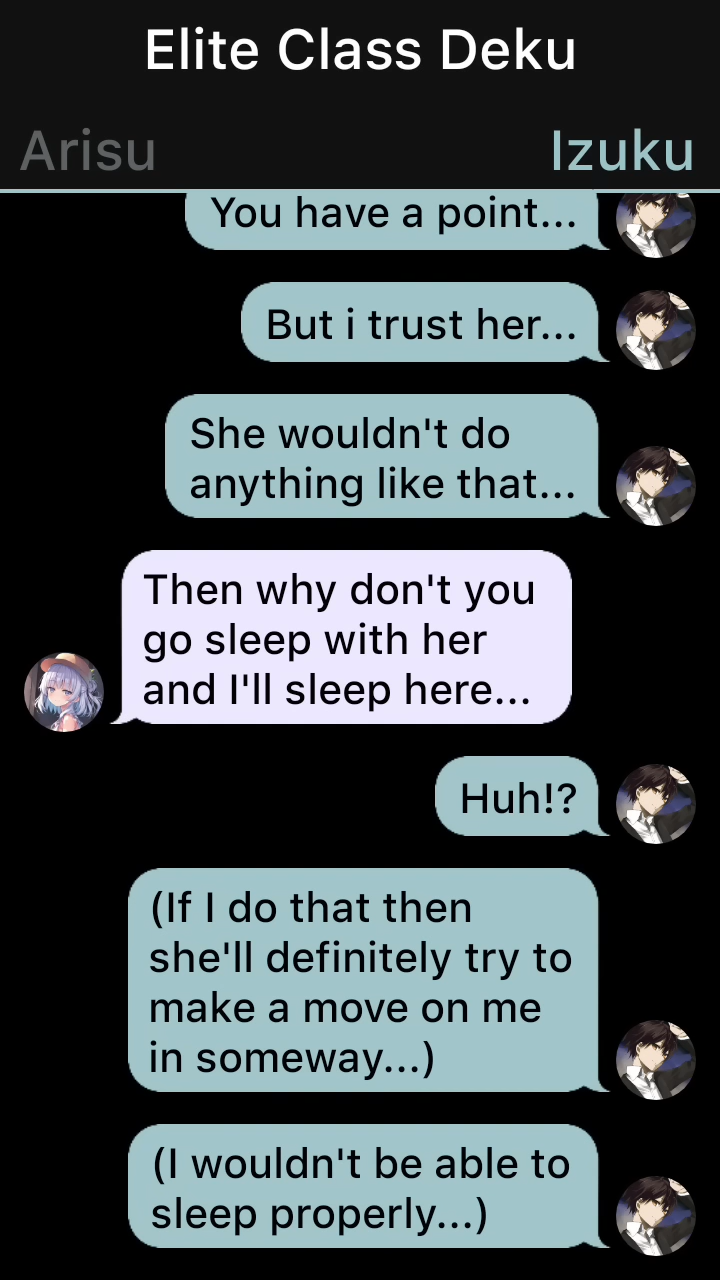 Elite Class Deku
Arisu
Izuku
You have a point...
But i trust her...
She wouldn't do
anything like that...
Then why don't you
go sleep with her
and I'll sleep here...
Huh!?
(If I do that then
she'll definitely try to
make a move on me
in someway...)
(I wouldn't be able to
sleep properly...)